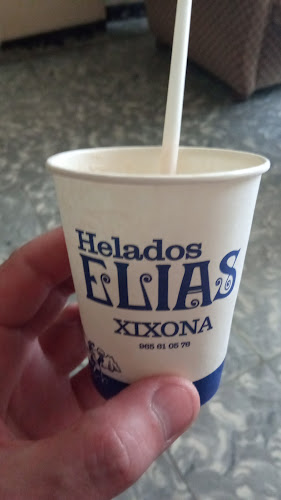 Helados
ELIAS
XIXONA
965 61 05 76